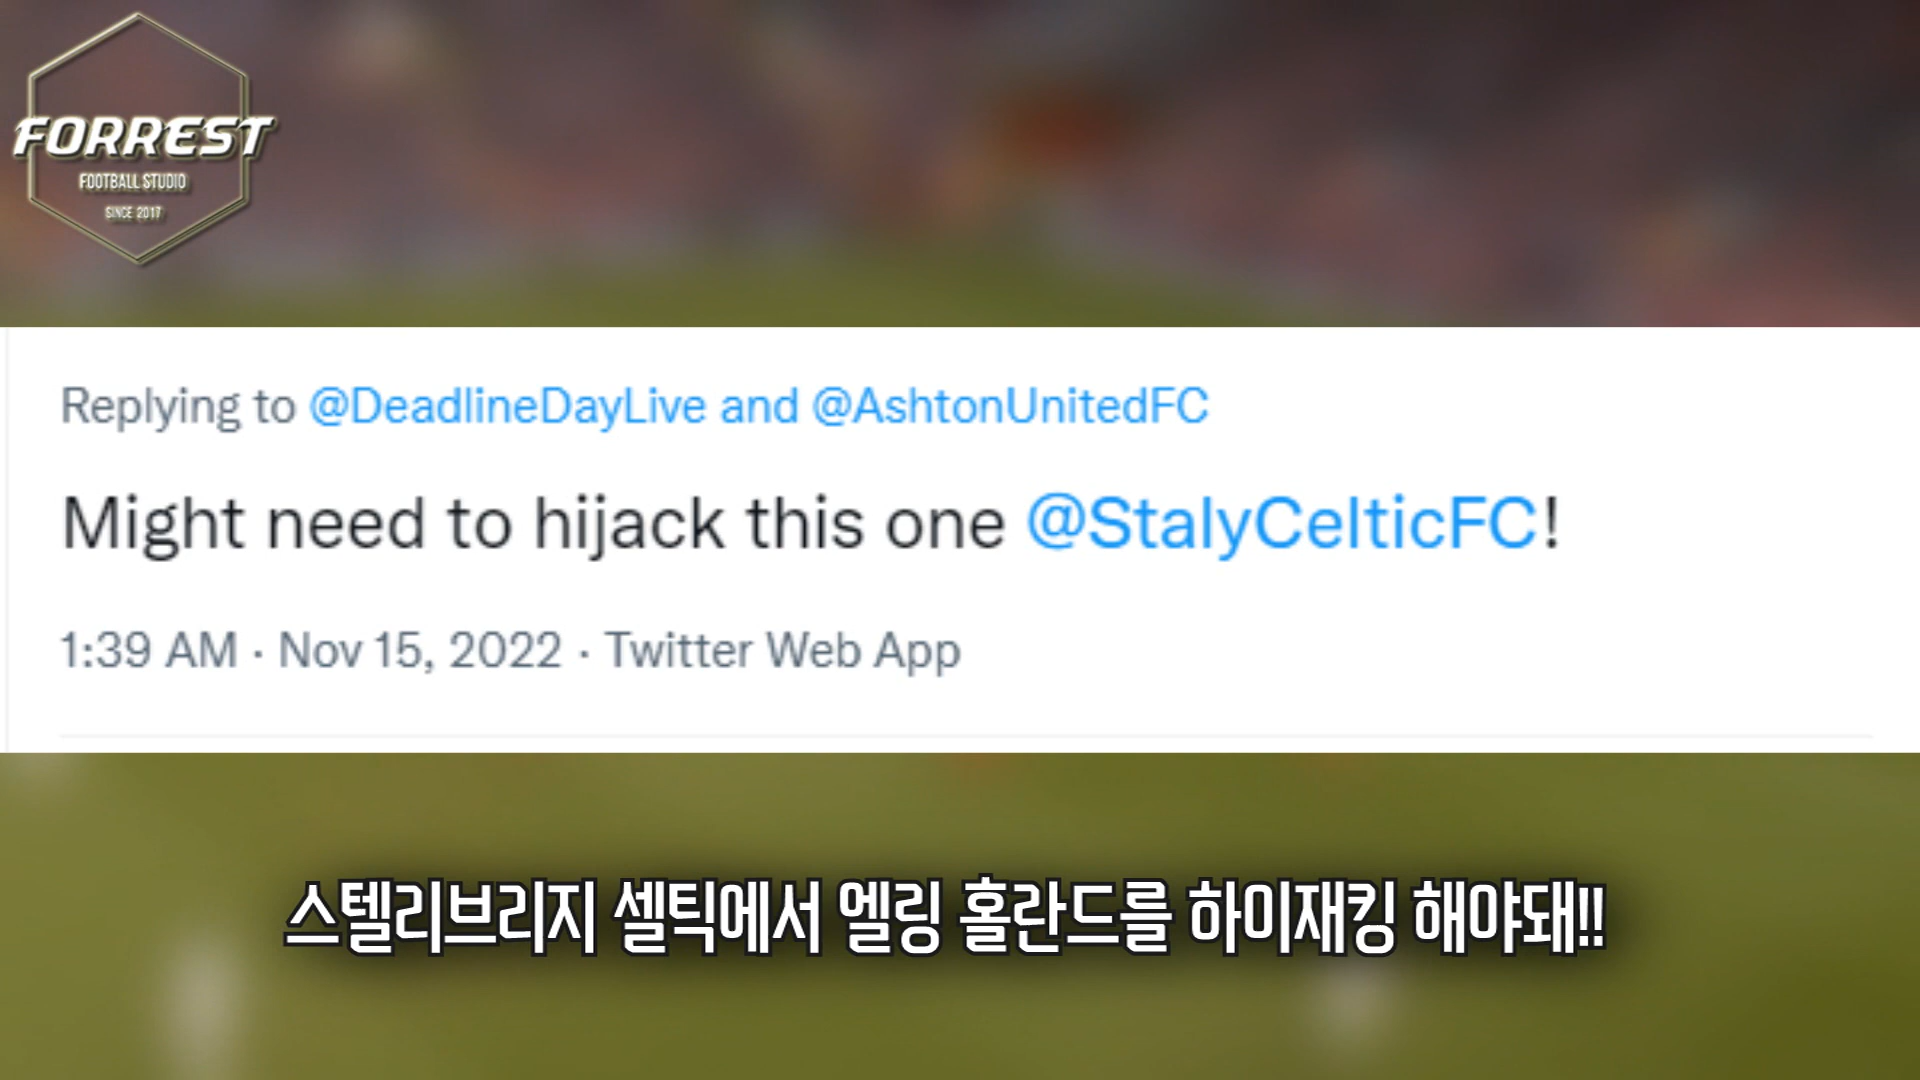 FORREST
FOOTBALL STUDIO
SINCE 2017
Replying to @DeadlineDayLive and @AshtonUnitedFC
Might need to hijack this one @StalyCelticFC!
1:39 AM · Nov 15, 2022 · Twitter Web App
스텔리브리지 셀틱에서 엘링 홀란드를 하이재킹 해야돼!!